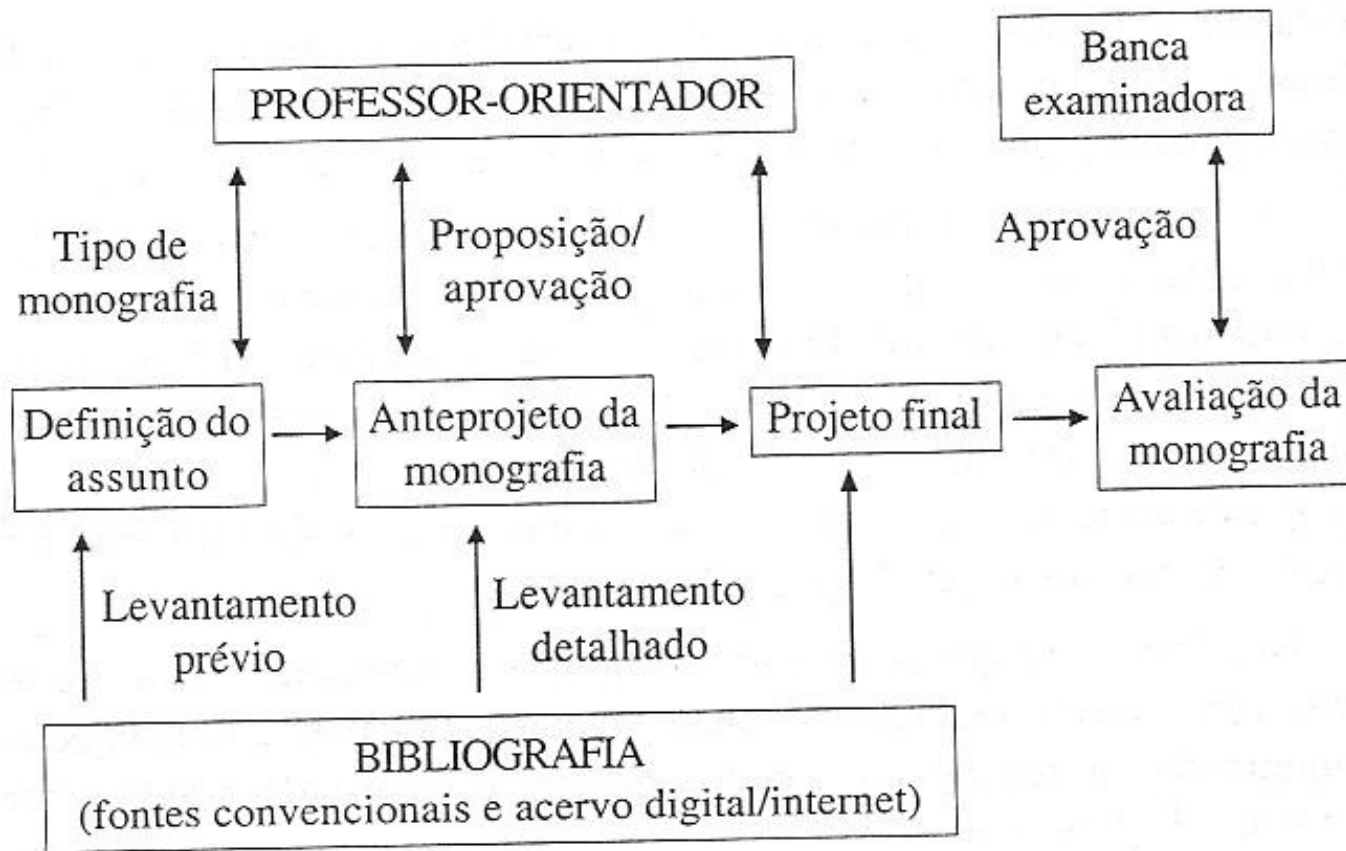 PROFESSOR-ORIENTADOR
Banca
examinadora
Tipo de
monografia
Proposição/
aprovação
Aprovação
Definição do
assunto
Anteprojeto da
monografia
Projeto final
Avaliação da
monografia
Levantamento
prévio
Levantamento
detalhado
BIBLIOGRAFIA
(fontes convencionais e acervo digital/internet)